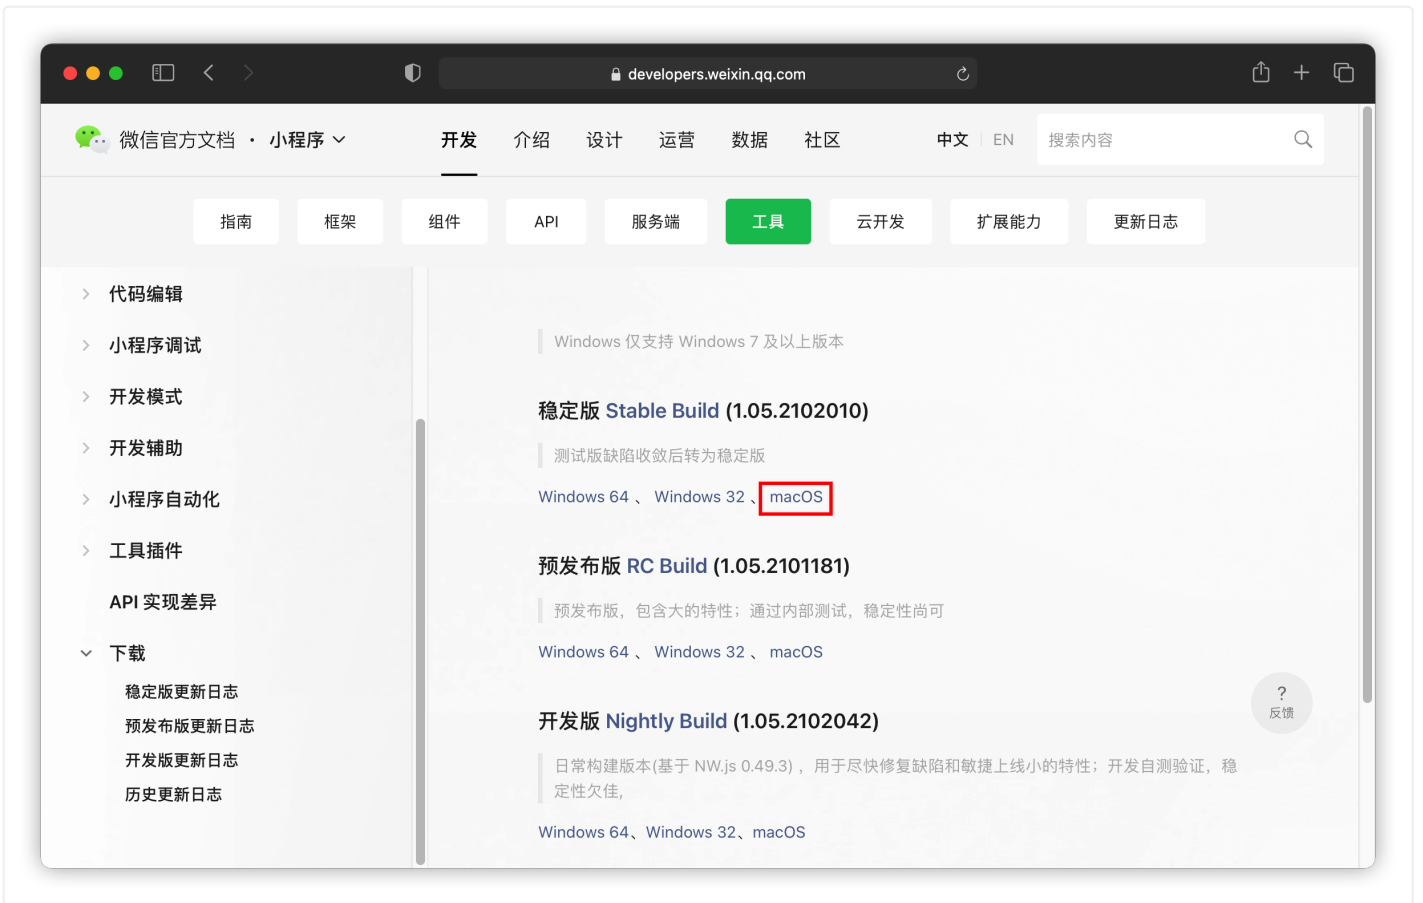 developers.weixin.qq.com
微信官方文档 · 小程序 开发 介绍 设计 运营 数据 社区 中文 EN 搜索内容
指南 框架 组件 API 服务端 工具 云开发 扩展能力 更新日志
代码编辑
小程序调试
开发模式
开发辅助
小程序自动化
工具插件
API 实现差异
下载
稳定版更新日志
预发布版更新日志
开发版更新日志
历史更新日志
Windows 仅支持 Windows 7 及以上版本
稳定版 Stable Build (1.05.2102010)
测试版缺陷收敛后转为稳定版
Windows 64 、 Windows 32 、 macOS
预发布版 RC Build (1.05.2101181)
预发布版，包含大的特性；通过内部测试，稳定性尚可
Windows 64 、 Windows 32 、 macOS
开发版 Nightly Build (1.05.2102042)
日常构建版本(基于 NW.js 0.49.3) ，用于尽快修复缺陷和敏捷上线小的特性；开发自测验证，稳
定性欠佳,
Windows 64、Windows 32、macOS
?
反馈